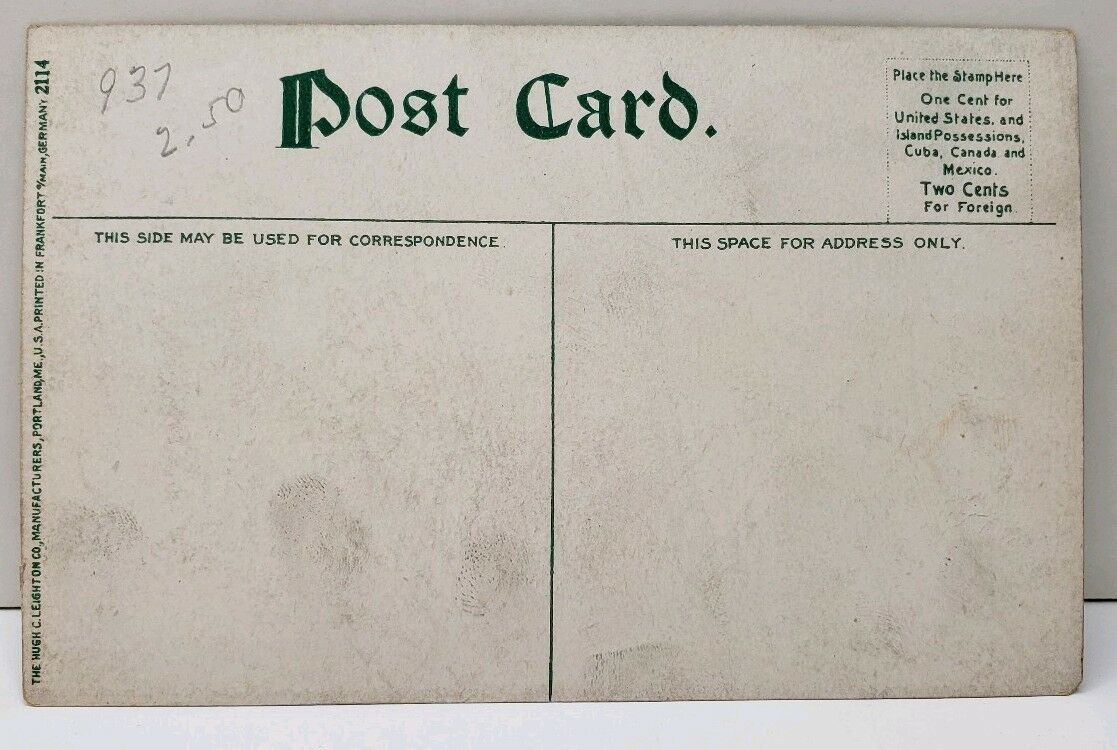 937
2.50
Post Card.
Place the Stamp Here
One Cent for
United States, and
Island Possessions,
Cuba, Canada and
Mexico.
Two Cents
For Foreign.
THIS SIDE MAY BE USED FOR CORRESPONDENCE.
THIS SPACE FOR ADDRESS ONLY.
THE HUGH C. LEIGHTON CO., MANUFACTURERS, PORTLAND, ME., U.S.A. PRINTED IN FRANKFORT o/MAIN, GERMANY 2114